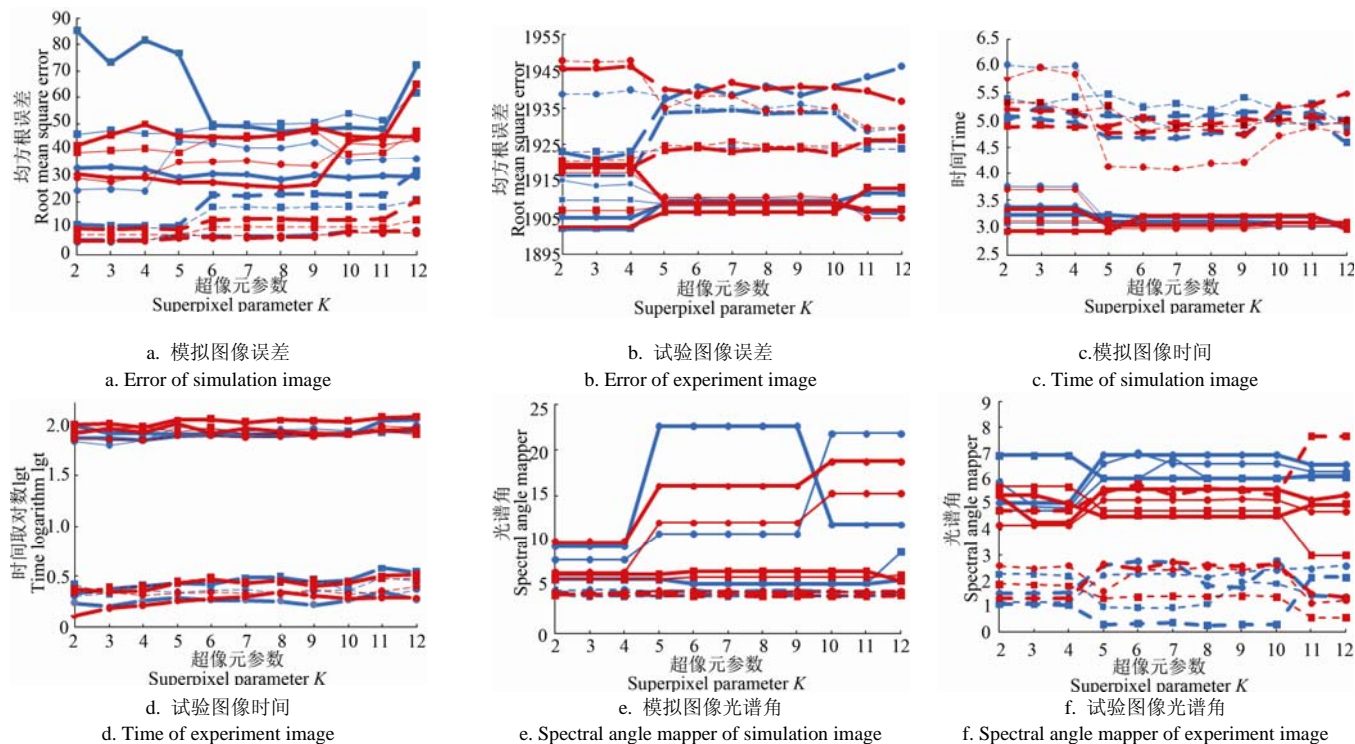 90
80
70
60
50
40
30
20
10
0
均方根误差
Root mean square error
2 3 4 5 6 7 8 9 10 11 12
超像元参数
Superpixel parameter K
a. 模拟图像误差
a. Error of simulation image
1955
1945
1935
1925
1915
1905
1895
均方根误差
Root mean square error
2 3 4 5 6 7 8 9 10 11 12
超像元参数
Superpixel parameter K
b. 试验图像误差
b. Error of experiment image
6.5
6.0
5.5
5.0
4.5
4.0
3.5
3.0
2.5
时间Time
2 3 4 5 6 7 8 9 10 11 12
超像元参数
Superpixel parameter K
c.模拟图像时间
c. Time of simulation image
2.0
1.5
1.0
0.5
0
时间取对数lgt
Time logarithm lgt
2 3 4 5 6 7 8 9 10 11 12
超像元参数
Superpixel parameter K
d. 试验图像时间
d. Time of experiment image
25
20
15
10
5
0
光谱角
Spectral angle mapper
2 3 4 5 6 7 8 9 10 11 12
超像元参数
Superpixel parameter K
e. 模拟图像光谱角
e. Spectral angle mapper of simulation image
9
8
7
6
5
4
3
2
1
0
光谱角
Spectral angle mapper
2 3 4 5 6 7 8 9 10 11 12
超像元参数
Superpixel parameter K
f. 试验图像光谱角
f. Spectral angle mapper of experiment image